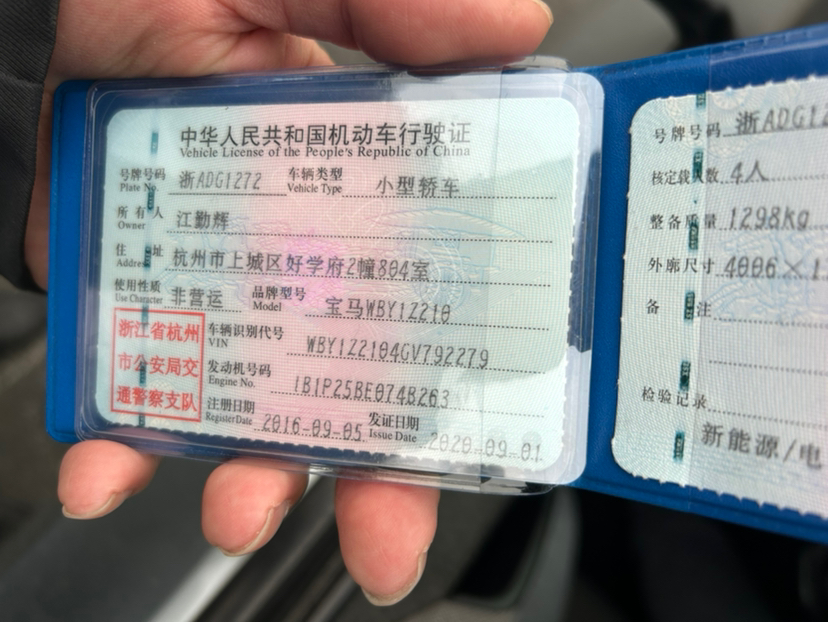 中华人民共和国机动车行驶证
Vehicle License of the People's Republic of China
号牌号码 浙ADG1272 车辆类型 小型轿车
Plate No. Vehicle Type
所有人 江勤辉
Owner
住址 杭州市上城区好学府2幢804室
Address
使用性质 非营运 品牌型号 宝马WBY1Z210
Use Character Model
浙江省杭州
市公安局交
通警察支队
车辆识别代号 WBY1Z2104GV792279
VIN
发动机号码 1B1P25BE074B263
Engine No.
注册日期 2016-09-05 发证日期 2020-09-01
Register Date Issue Date
号牌号码 浙ADG12
核定载人数 4人
整备质量 1298kg
外廓尺寸 4006×1
备注
检验记录
新能源/电